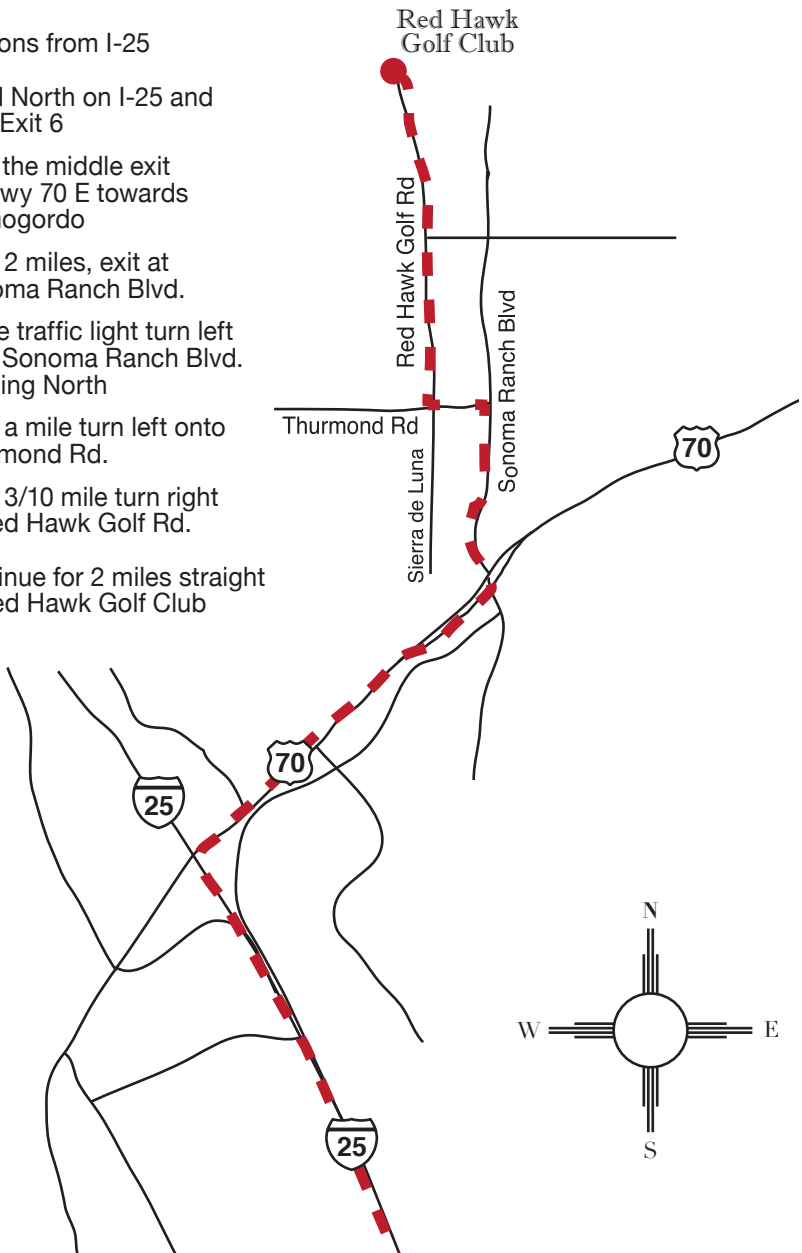 Red Hawk
Golf Club
ons from I-25
North on I-25 and
Exit 6
the middle exit
wy 70 E towards
nogordo
2 miles, exit at
oma Ranch Blvd.
e traffic light turn left
Sonoma Ranch Blvd.
ing North
a mile turn left onto
mond Rd.
3/10 mile turn right
ed Hawk Golf Rd.
inue for 2 miles straight
ed Hawk Golf Club
Red Hawk Golf Rd
Sonoma Ranch Blvd
Thurmond Rd
Sierra de Luna
70
70
25
25
N
W
E
S